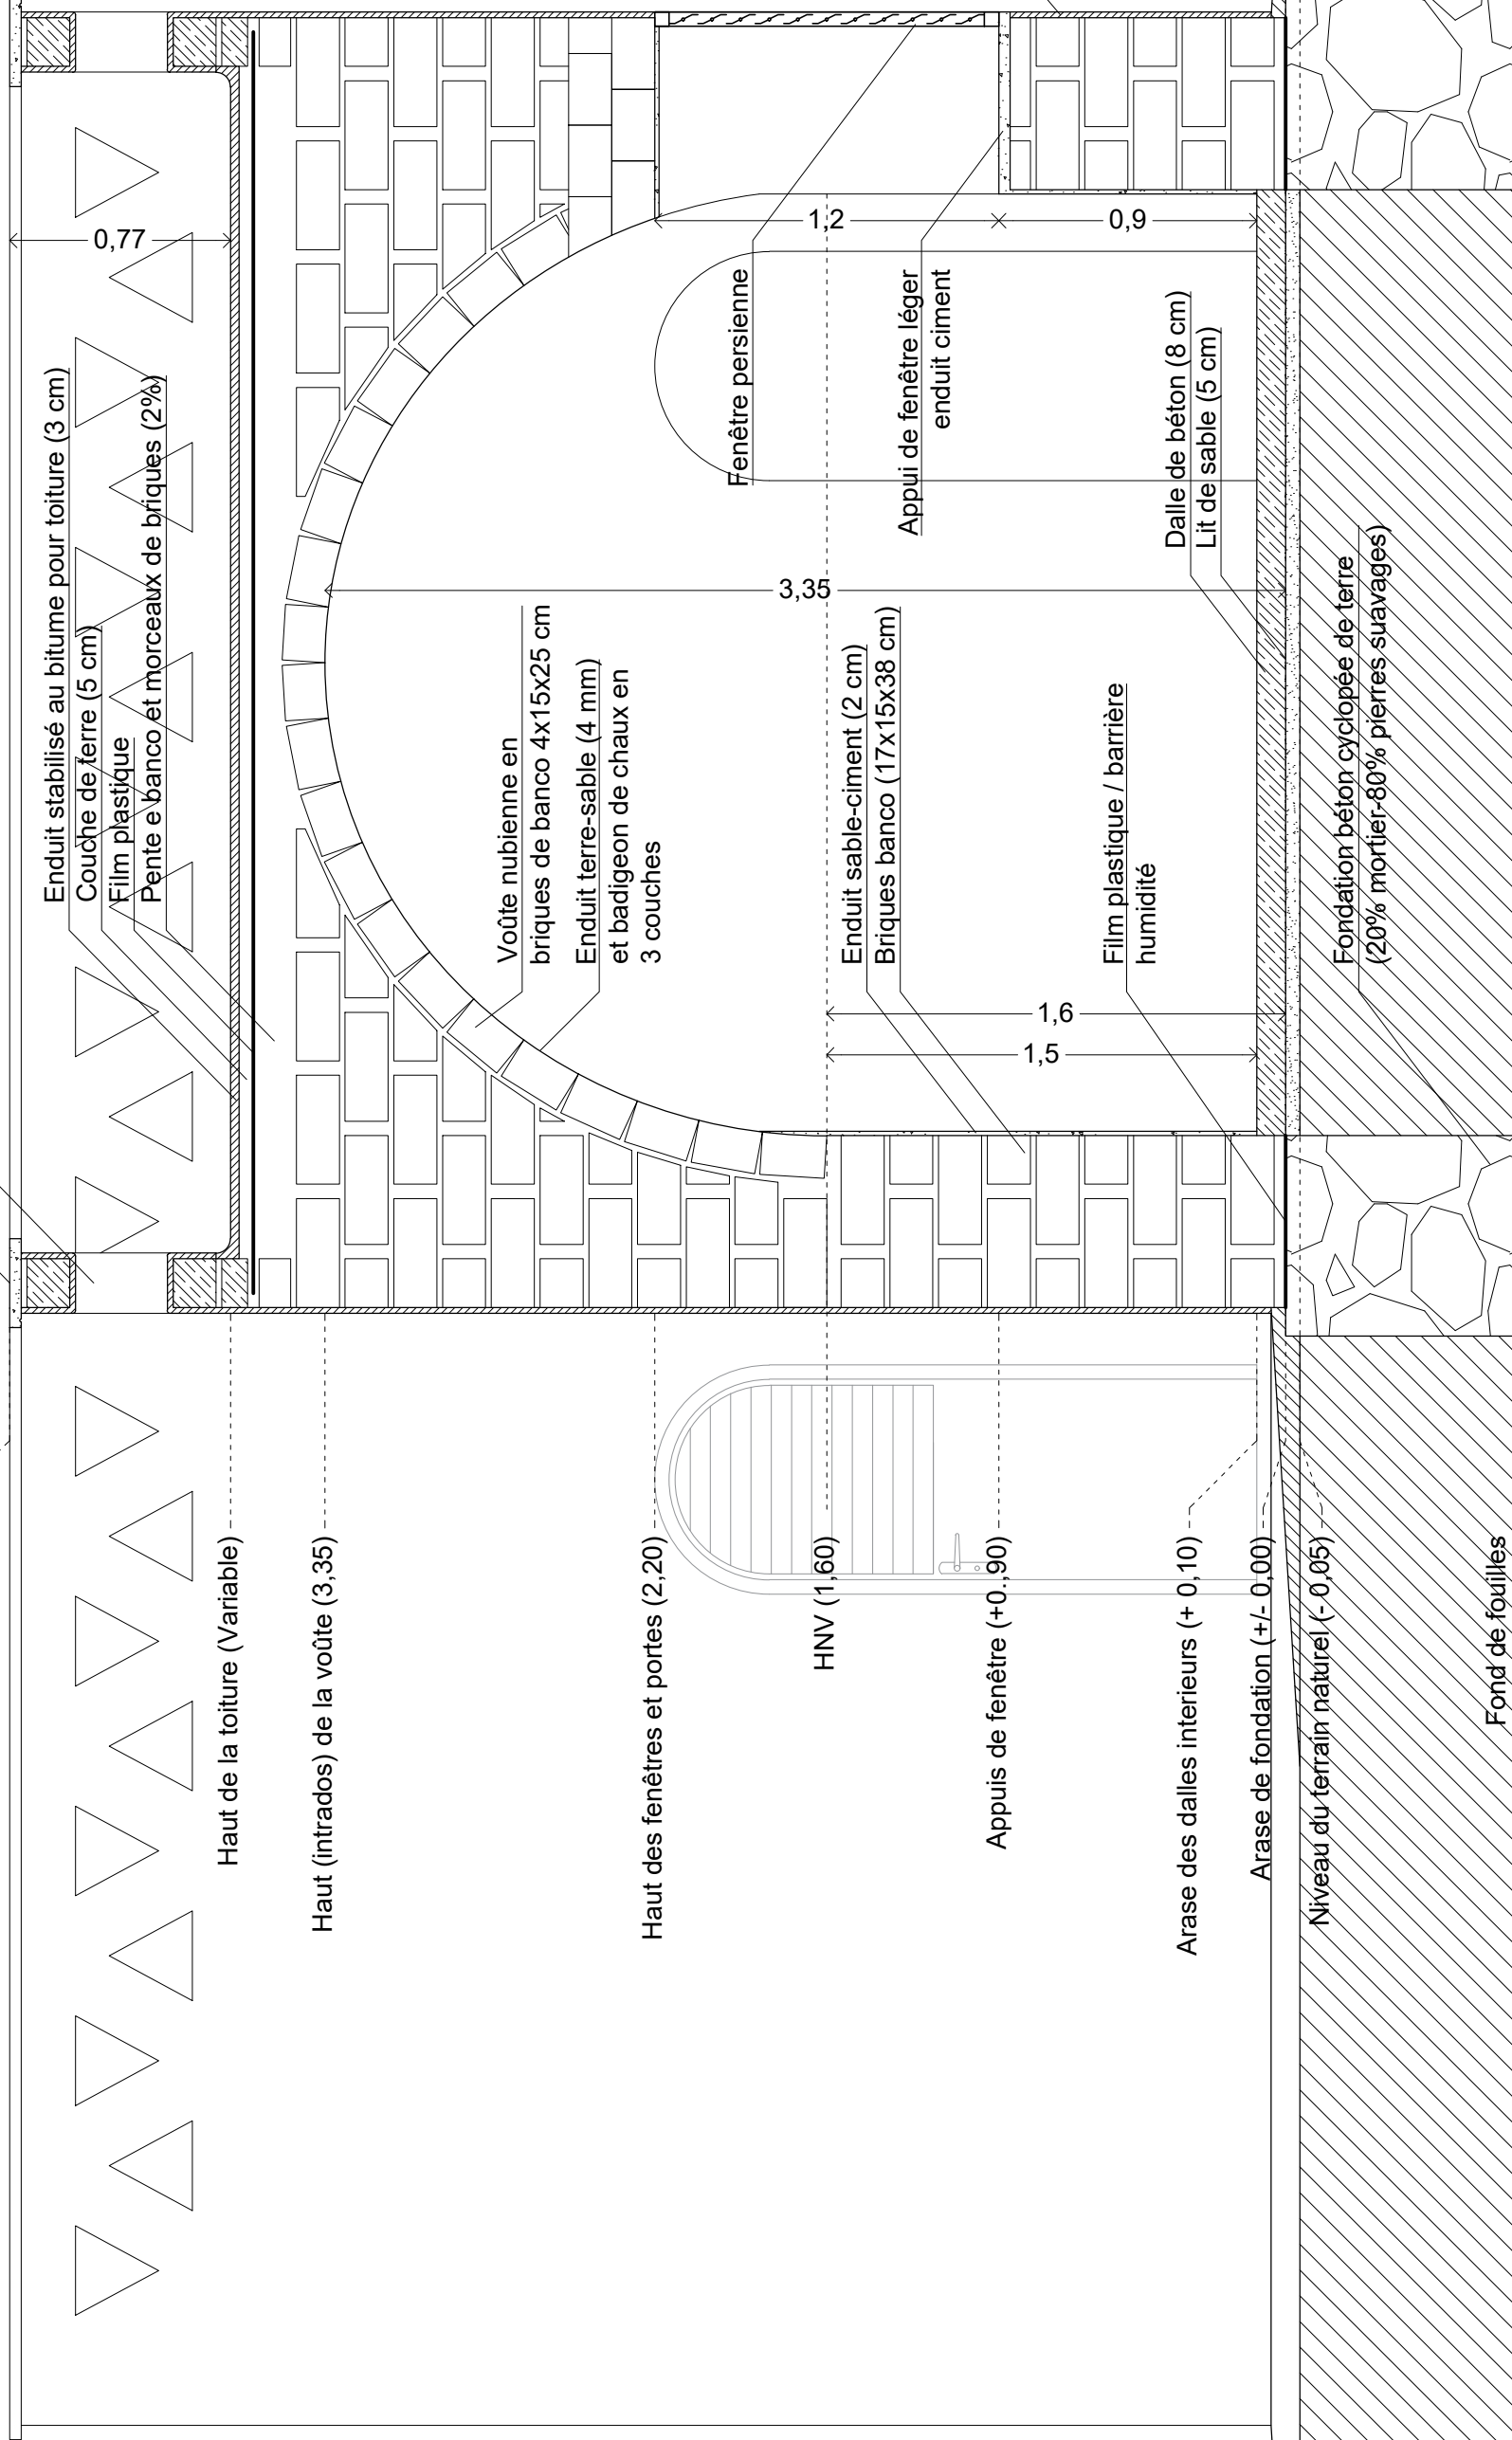 Enduit stabilisé au bitume pour toiture (3 cm)
Couche de terre (5 cm)
Film plastique
Pente e banco et morceaux de briques (2%)
0,77
Voûte nubienne en
briques de banco 4x15x25 cm
Enduit terre-sable (4 mm)
et badigeon de chaux en
3 couches
Fenêtre persienne
1,2
0,9
Appui de fenêtre léger
enduit ciment
3,35
Enduit sable-ciment (2 cm)
Briques banco (17x15x38 cm)
1,6
1,5
Film plastique / barrière
humidité
Dalle de béton (8 cm)
Lit de sable (5 cm)
Fondation béton cyclopée de terre
(20% mortier-80% pierres suavages)
Haut de la toiture (Variable)
Haut (intrados) de la voûte (3,35)
Haut des fenêtres et portes (2,20)
HNV (1,60)
Appuis de fenêtre (+0.,90)
Arase des dalles interieurs (+ 0,10)
Arase de fondation (+/- 0,00)
Niveau du terrain naturel (- 0,05)
Fond de fouilles